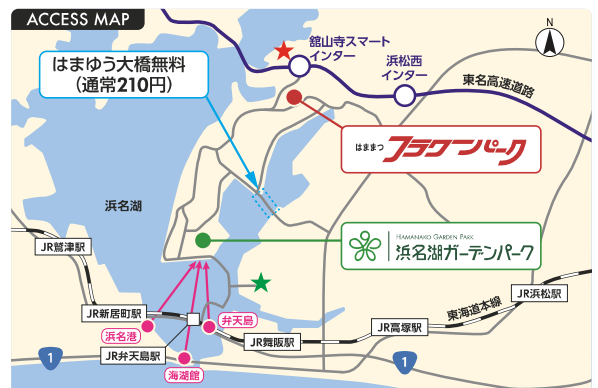 ACCESS MAP
N
舘山寺スマート
インター
浜松西
インター
はまゆう大橋無料
（通常210円）
東名高速道路
はままつ フラワーパーク
浜名湖
HAMANAKO GARDEN PARK
浜名湖ガーデンパーク
JR鷲津駅
JR浜松駅
東海道本線
JR新居町駅
弁天島
JR高塚駅
浜名港
JR舞阪駅
JR弁天島駅
海湖館
1
1